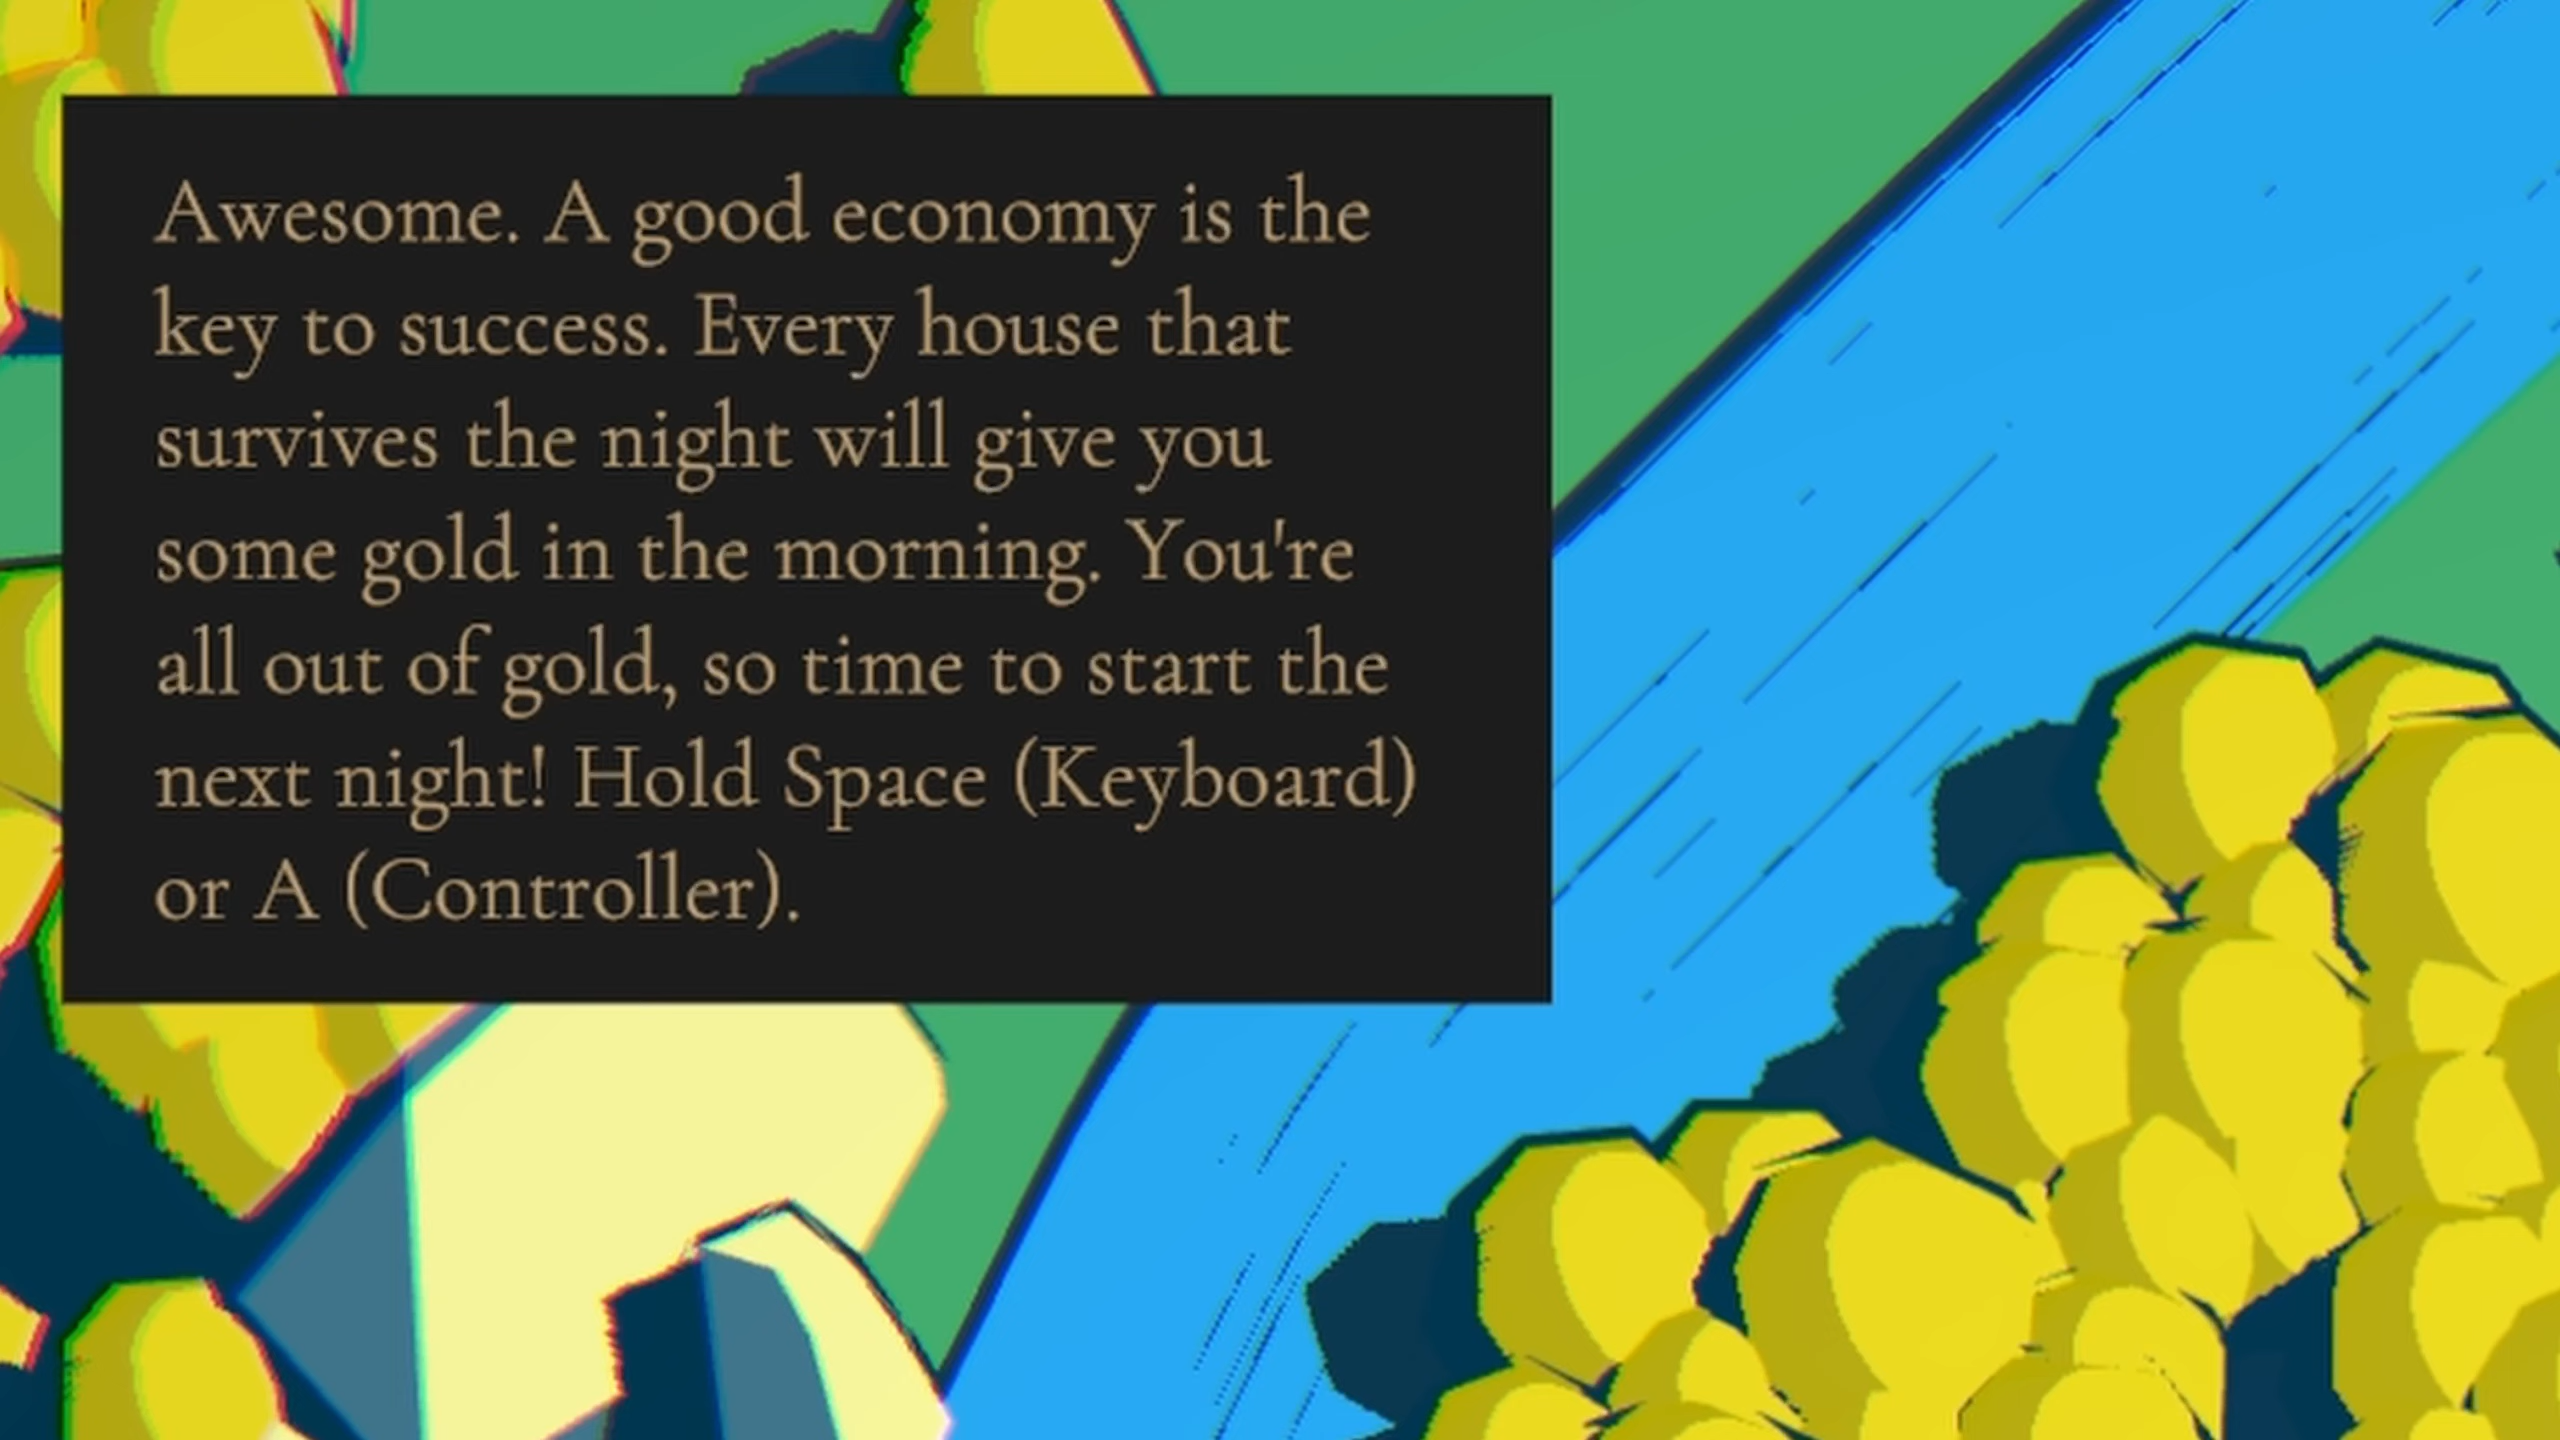 Awesome. A good economy is the
key to success. Every house that
survives the night will give you
some gold in the morning. You're
all out of gold, so time to start the
next night! Hold Space (Keyboard)
or A (Controller).